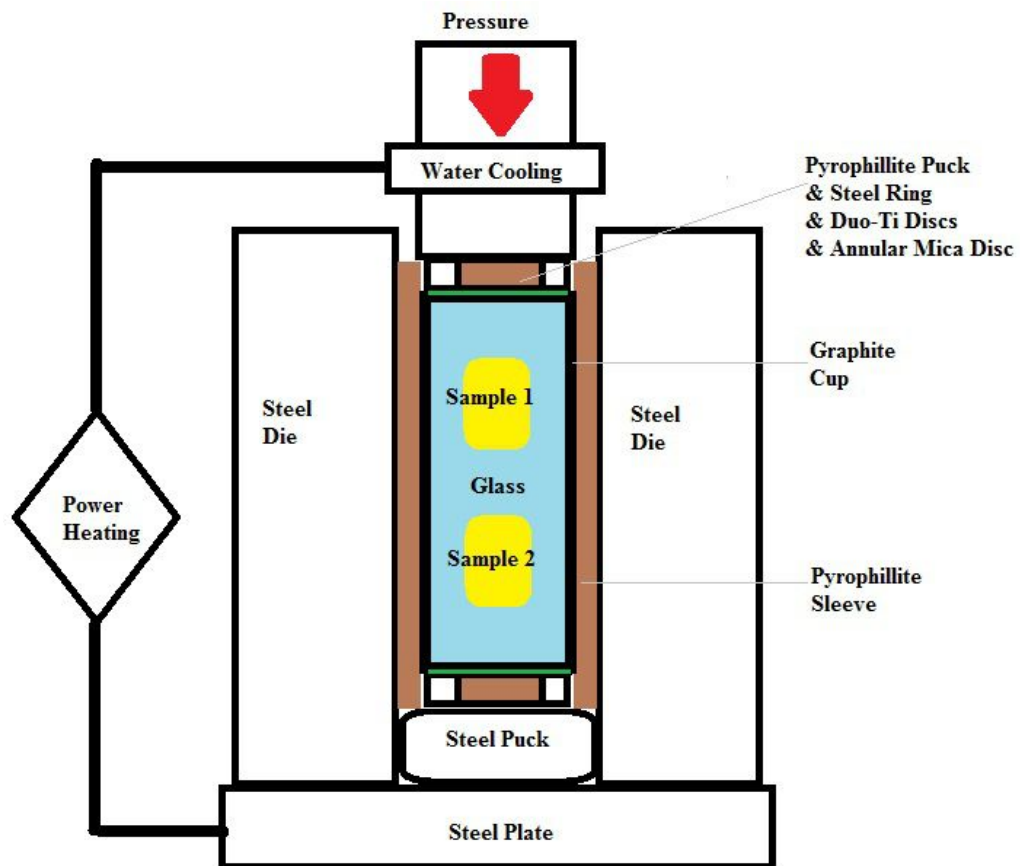 Pressure
Water Cooling
Pyrophillite Puck
& Steel Ring
& Duo-Ti Discs
& Annular Mica Disc
Graphite
Cup
Sample 1
Steel
Die
Steel
Die
Glass
Power
Heating
Sample 2
Pyrophillite
Sleeve
Steel Puck
Steel Plate